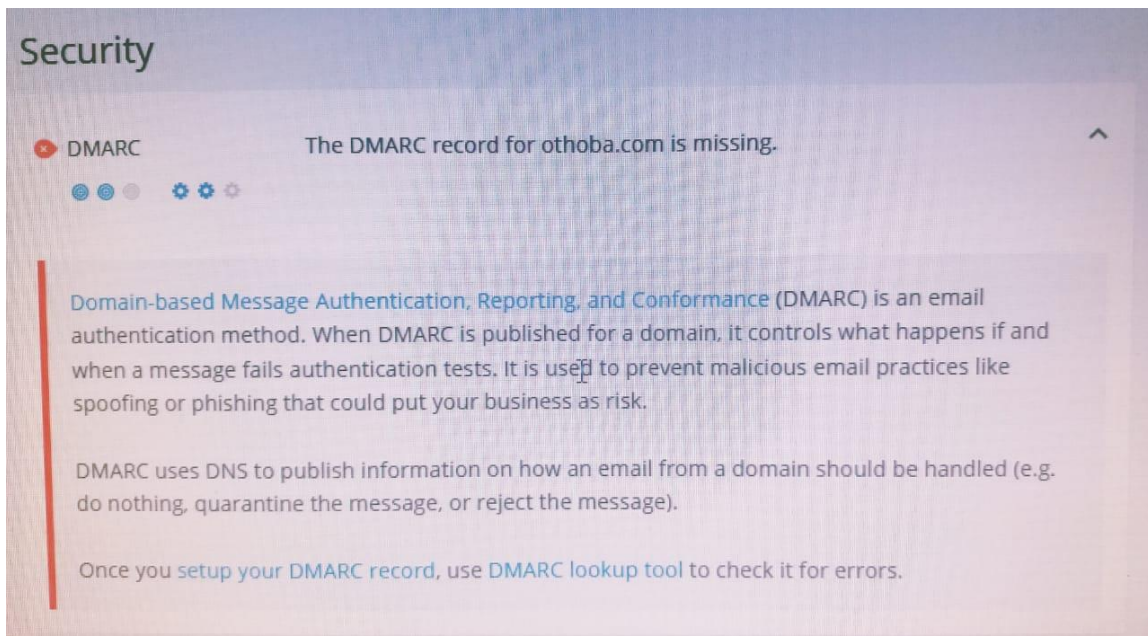 Security
DMARC The DMARC record for othoba.com is missing.
Domain-based Message Authentication, Reporting, and Conformance (DMARC) is an email
authentication method. When DMARC is published for a domain, it controls what happens if and
when a message fails authentication tests. It is used to prevent malicious email practices like
spoofing or phishing that could put your business as risk.
DMARC uses DNS to publish information on how an email from a domain should be handled (e.g.
do nothing, quarantine the message, or reject the message).
Once you setup your DMARC record, use DMARC lookup tool to check it for errors.